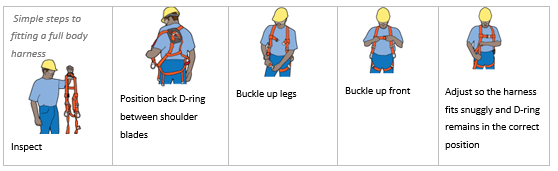 Simple steps to
fitting a full body
harness
Inspect
Position back D-ring
between shoulder
blades
Buckle up legs
Buckle up front
Adjust so the harness
fits snuggly and D-ring
remains in the correct
position